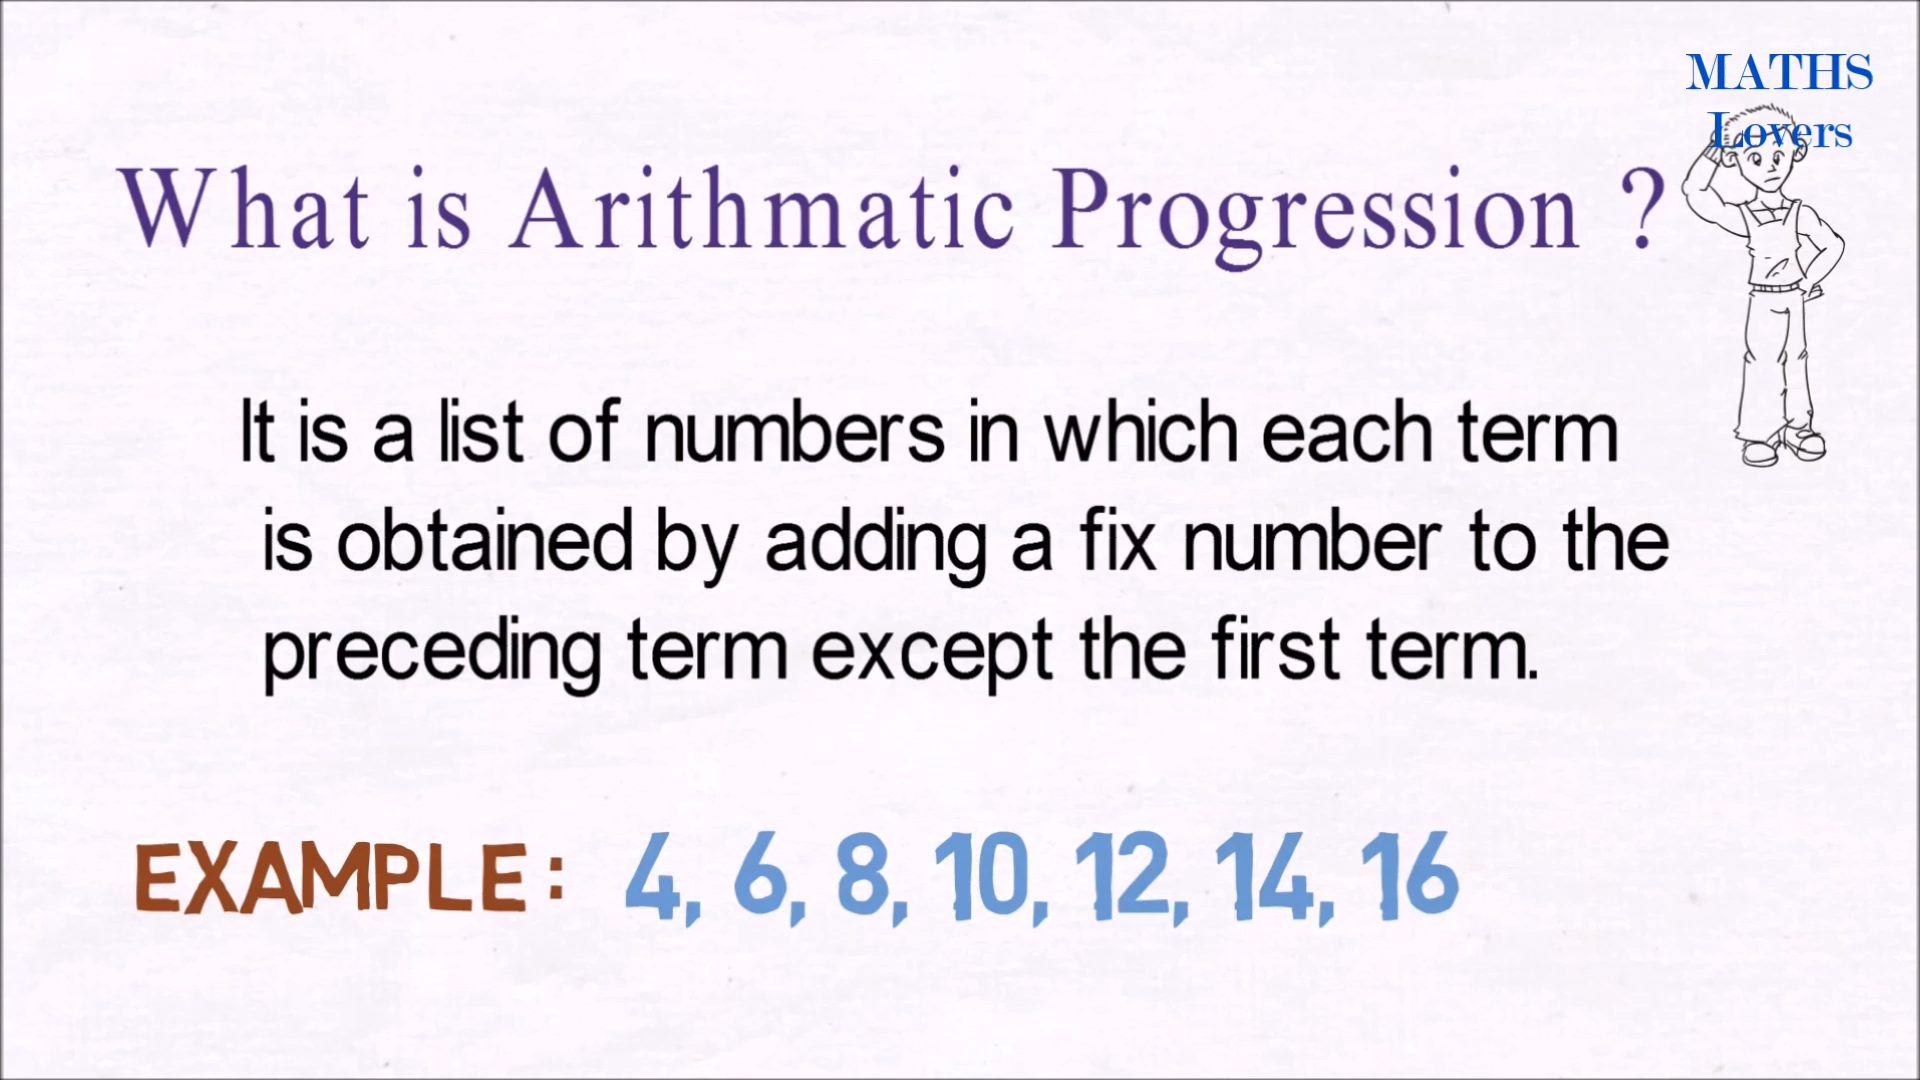 MATHS
Lovers
What is Arithmatic Progression ?
It is a list of numbers in which each term
is obtained by adding a fix number to the
preceding term except the first term.
EXAMPLE: 4, 6, 8, 10, 12, 14, 16